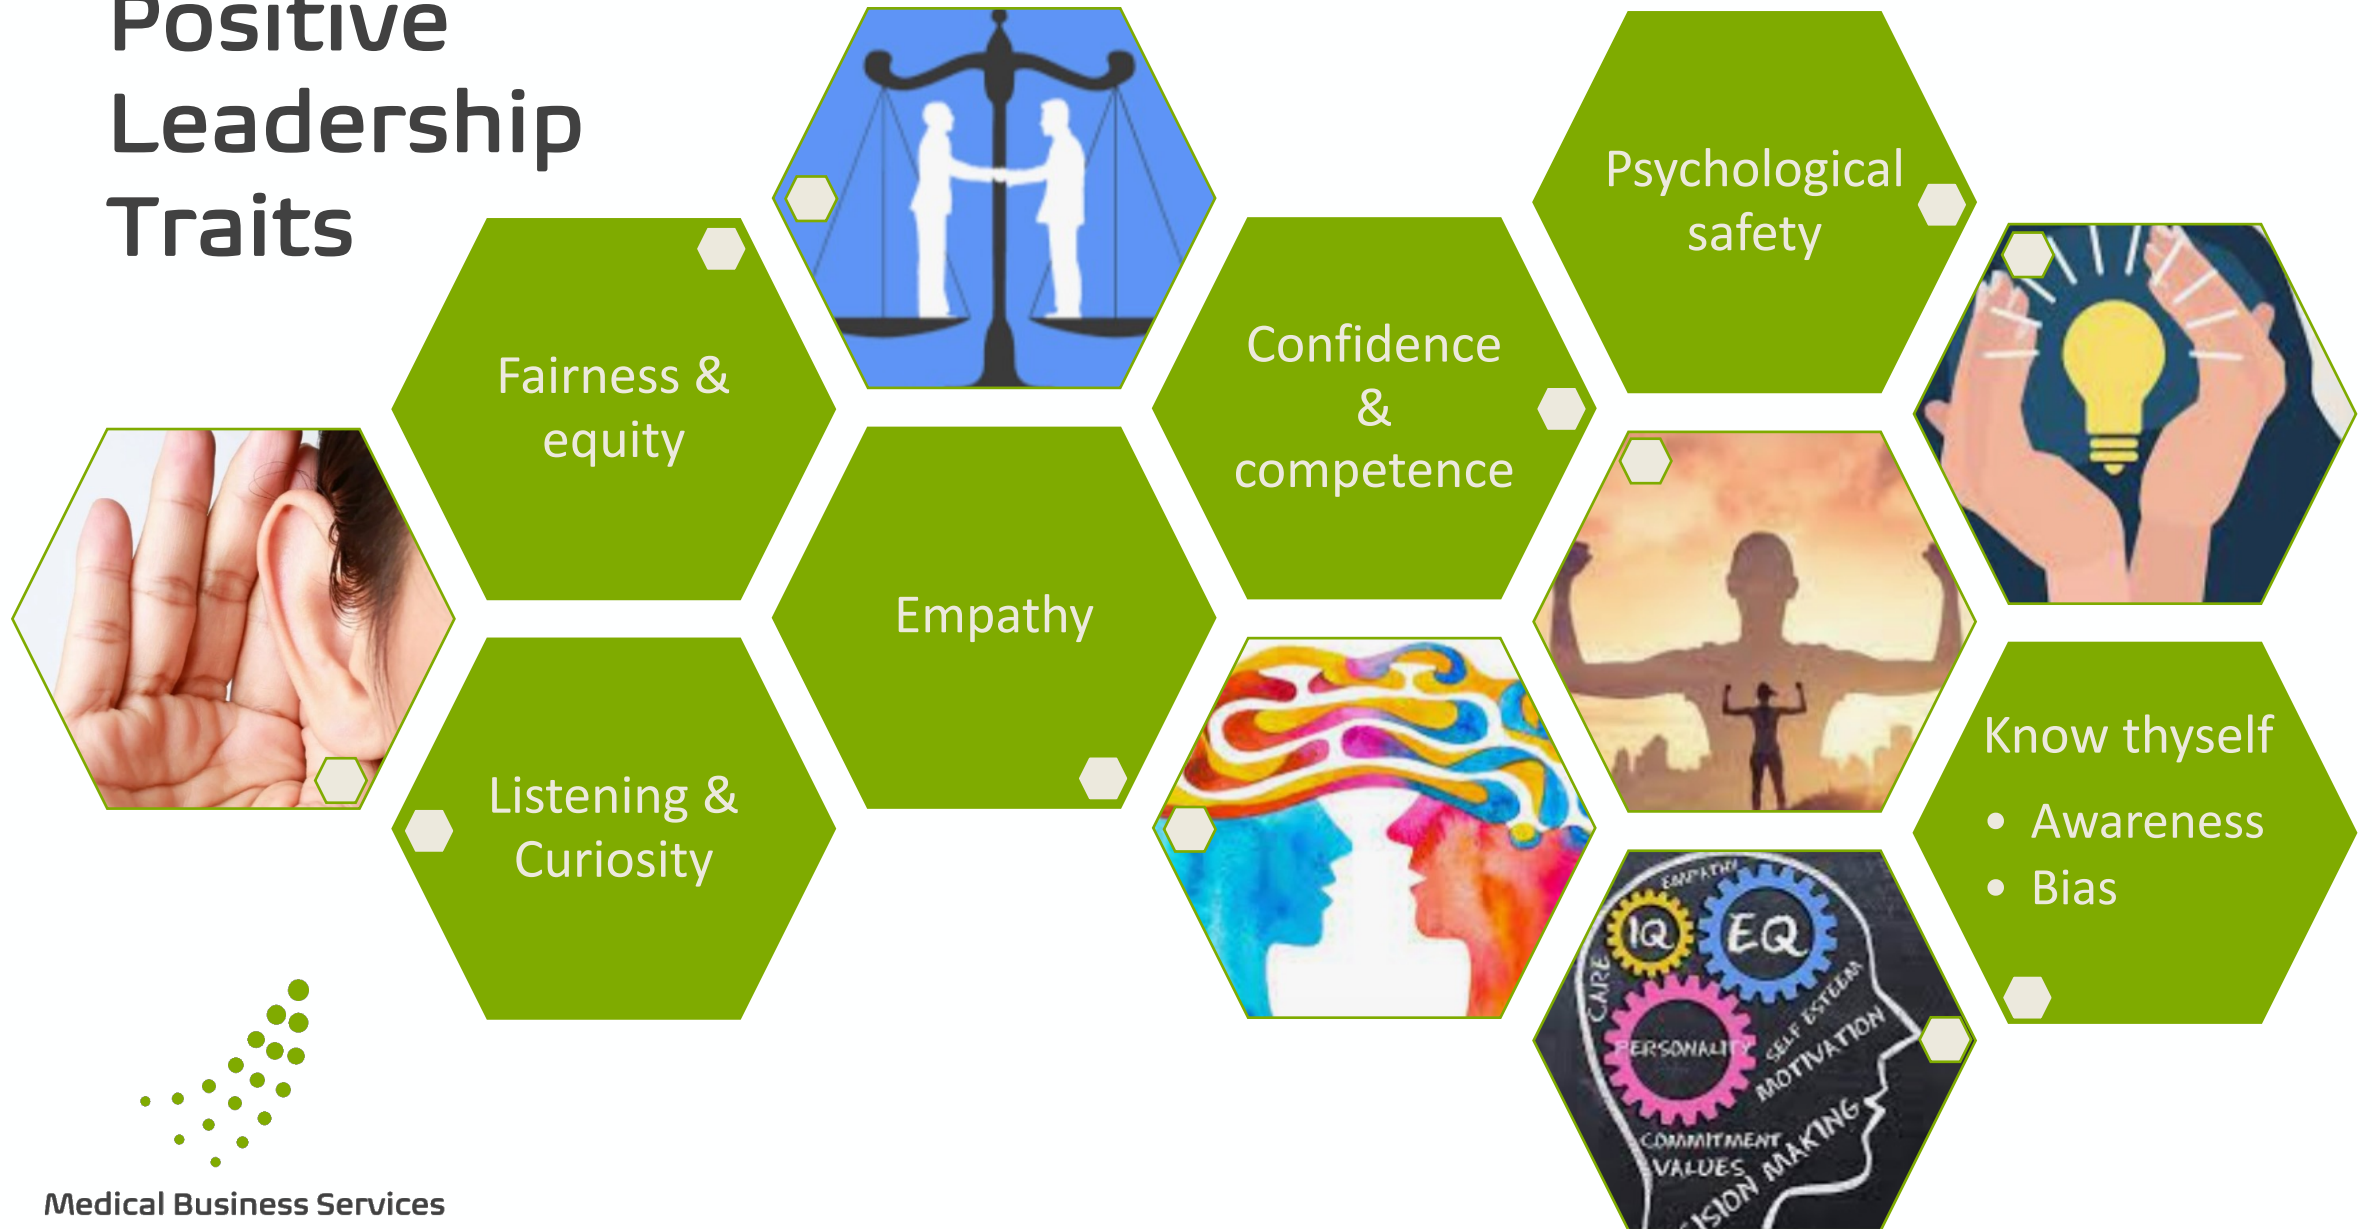 Positive
Leadership
Traits
Fairness &
equity
Listening &
Curiosity
Empathy
Confidence
&
competence
Psychological
safety
Know thyself
• Awareness
• Bias
EMPATHY
IQ
EQ
CARE
PERSONALITY
SELF ESTEEM
MOTIVATION
COMMITMENT
VALUES
MAKING
Medical Business Services